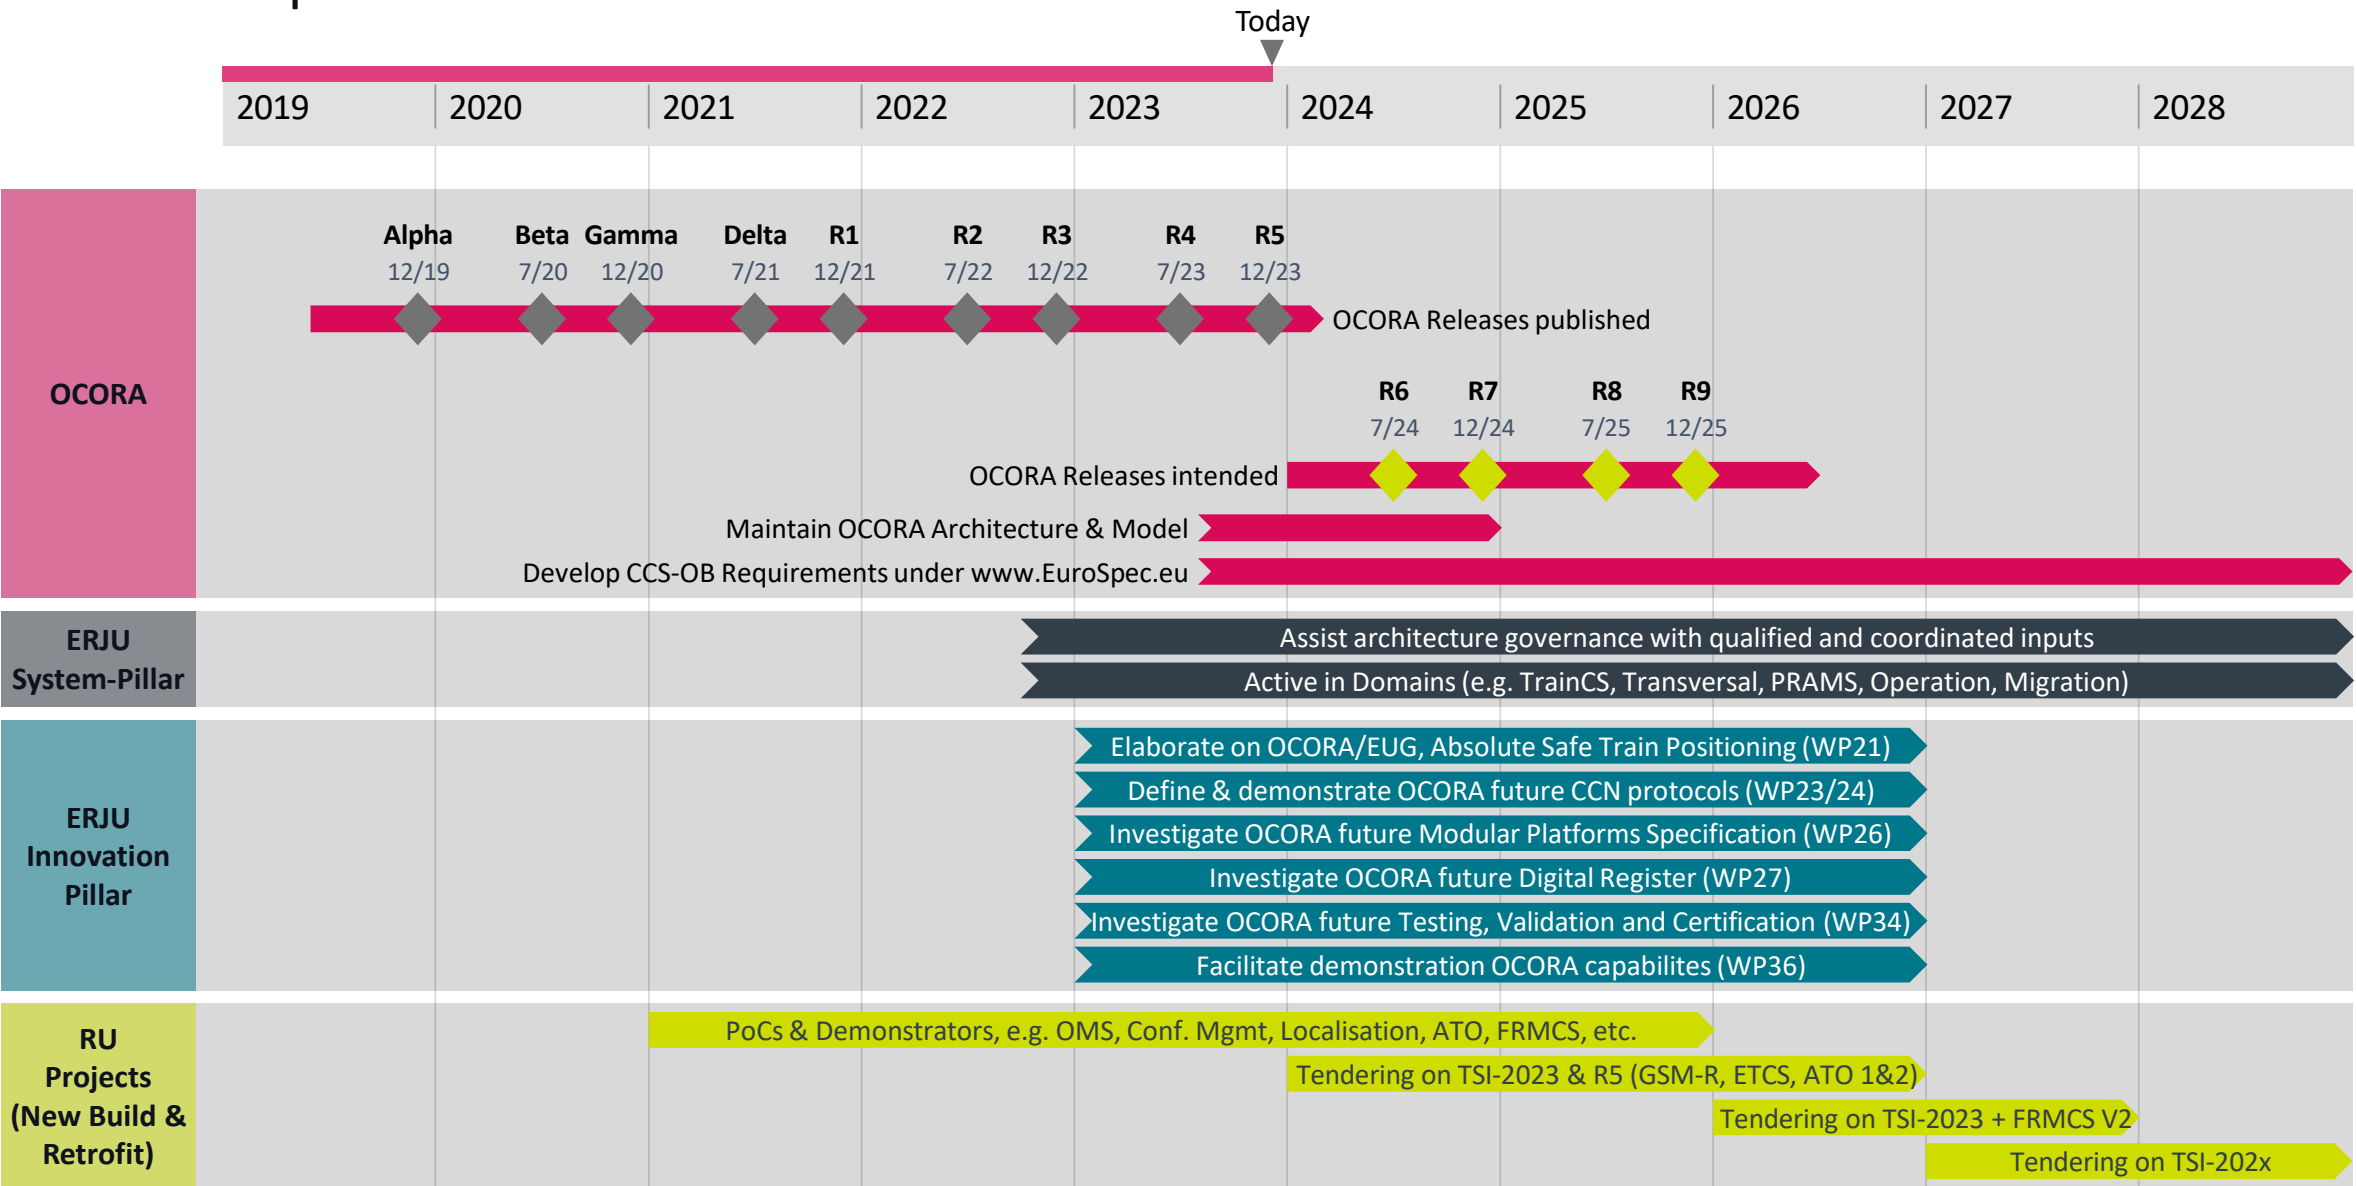 Today
2019 2020 2021 2022 2023 2024 2025 2026 2027 2028
OCORA
Alpha Beta Gamma Delta R1 R2 R3 R4 R5
12/19 7/20 12/20 7/21 12/21 7/22 12/22 7/23 12/23
OCORA Releases published
R6 R7 R8 R9
7/24 12/24 7/25 12/25
OCORA Releases intended
Maintain OCORA Architecture & Model
Develop CCS-OB Requirements under www.EuroSpec.eu
ERJU
System-Pillar
Assist architecture governance with qualified and coordinated inputs
Active in Domains (e.g. TrainCS, Transversal, PRAMS, Operation, Migration)
ERJU
Innovation
Pillar
Elaborate on OCORA/EUG, Absolute Safe Train Positioning (WP21)
Define & demonstrate OCORA future CCN protocols (WP23/24)
Investigate OCORA future Modular Platforms Specification (WP26)
Investigate OCORA future Digital Register (WP27)
Investigate OCORA future Testing, Validation and Certification (WP34)
Facilitate demonstration OCORA capabilites (WP36)
RU
Projects
(New Build &
Retrofit)
PoCs & Demonstrators, e.g. OMS, Conf. Mgmt, Localisation, ATO, FRMCS, etc.
Tendering on TSI-2023 & R5 (GSM-R, ETCS, ATO 1&2)
Tendering on TSI-2023 + FRMCS V2
Tendering on TSI-202x